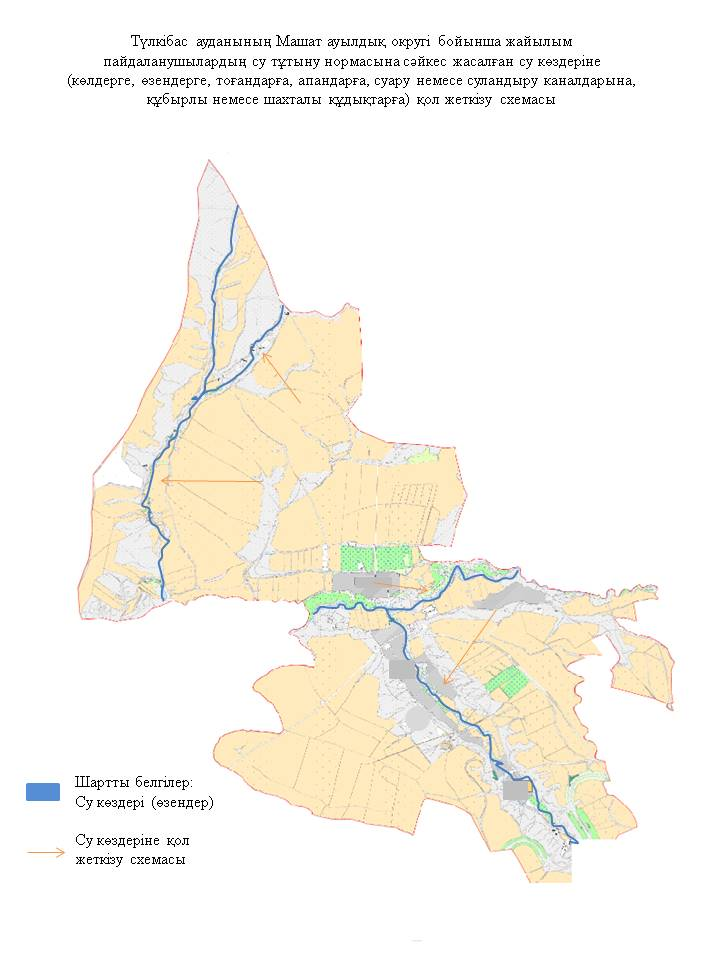 Түлкібас ауданының Машат ауылдық округі бойынша жайылым
пайдаланушылардың су тұтыну нормасына сәйкес жасалған су көздеріне
(көлдерге, өзендерге, тоғандарға, апандарға, суару немесе суландыру каналдарына,
құбырлы немесе шахталы құдықтарға) қол жеткізу схемасы
Шартты белгілер:
Су көздері (өзендер)
Су көздеріне қол
жеткізу схемасы